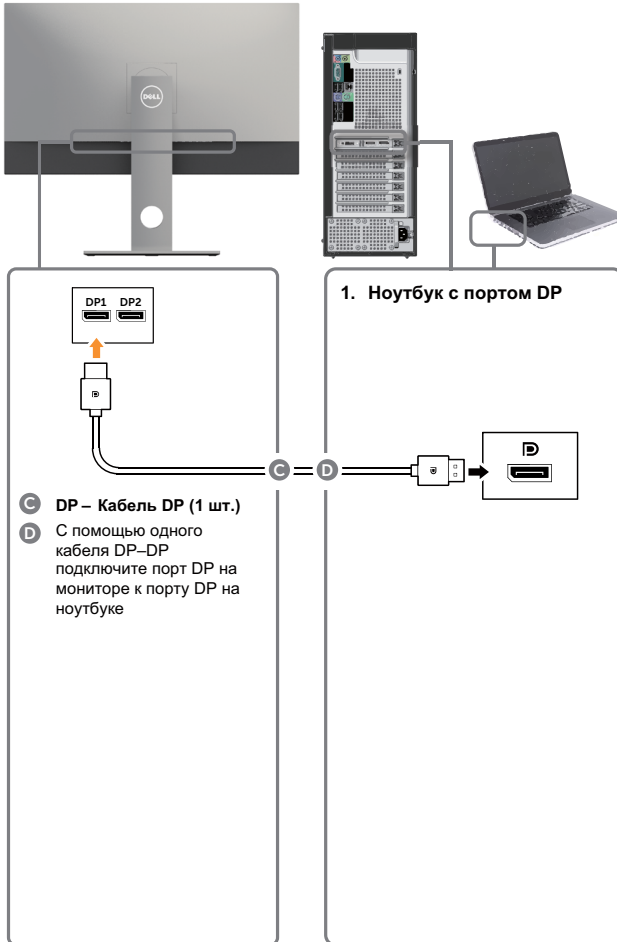 DELL
1. Ноутбук с портом DP
DP1 DP2
C D
C DP – Кабель DP (1 шт.)
D С помощью одного
кабеля DP–DP
подключите порт DP на
мониторе к порту DP на
ноутбуке